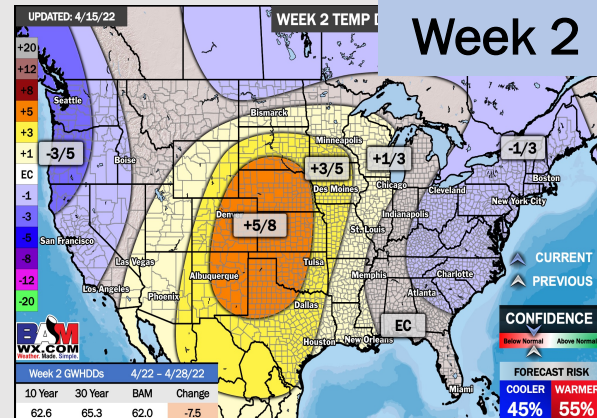 UPDATED: 4/15/22
WEEK 2 TEMP D
Week 2
+20
+12
+8
+5
+3
+1
EC
-1
-3
-5
-8
-12
-20
Seattle
Bismarck
Minneapolis
-3/5
Boise
+3/5
+1/3
-1/3
Boston
Des Moines
Chicago
Cleveland
New York City
Denver
+5/8
Indianapolis
San Francisco
St. Louis
Las Vegas
Albuquerque
Tulsa
Memphis
Charlotte
Los Angeles
Phoenix
Dallas
Atlanta
EC
Houston
New Orleans
Miami
CURRENT
PREVIOUS
CONFIDENCE
Below Normal
Above Normal
FORECAST RISK
COOLER
WARMER
45%
55%
BAM
WX.COM
Weather. Made. Simple.
Week 2 GWHDDs
4/22 – 4/28/22
10 Year
30 Year
BAM
Change
62.6
65.3
62.0
-7.5